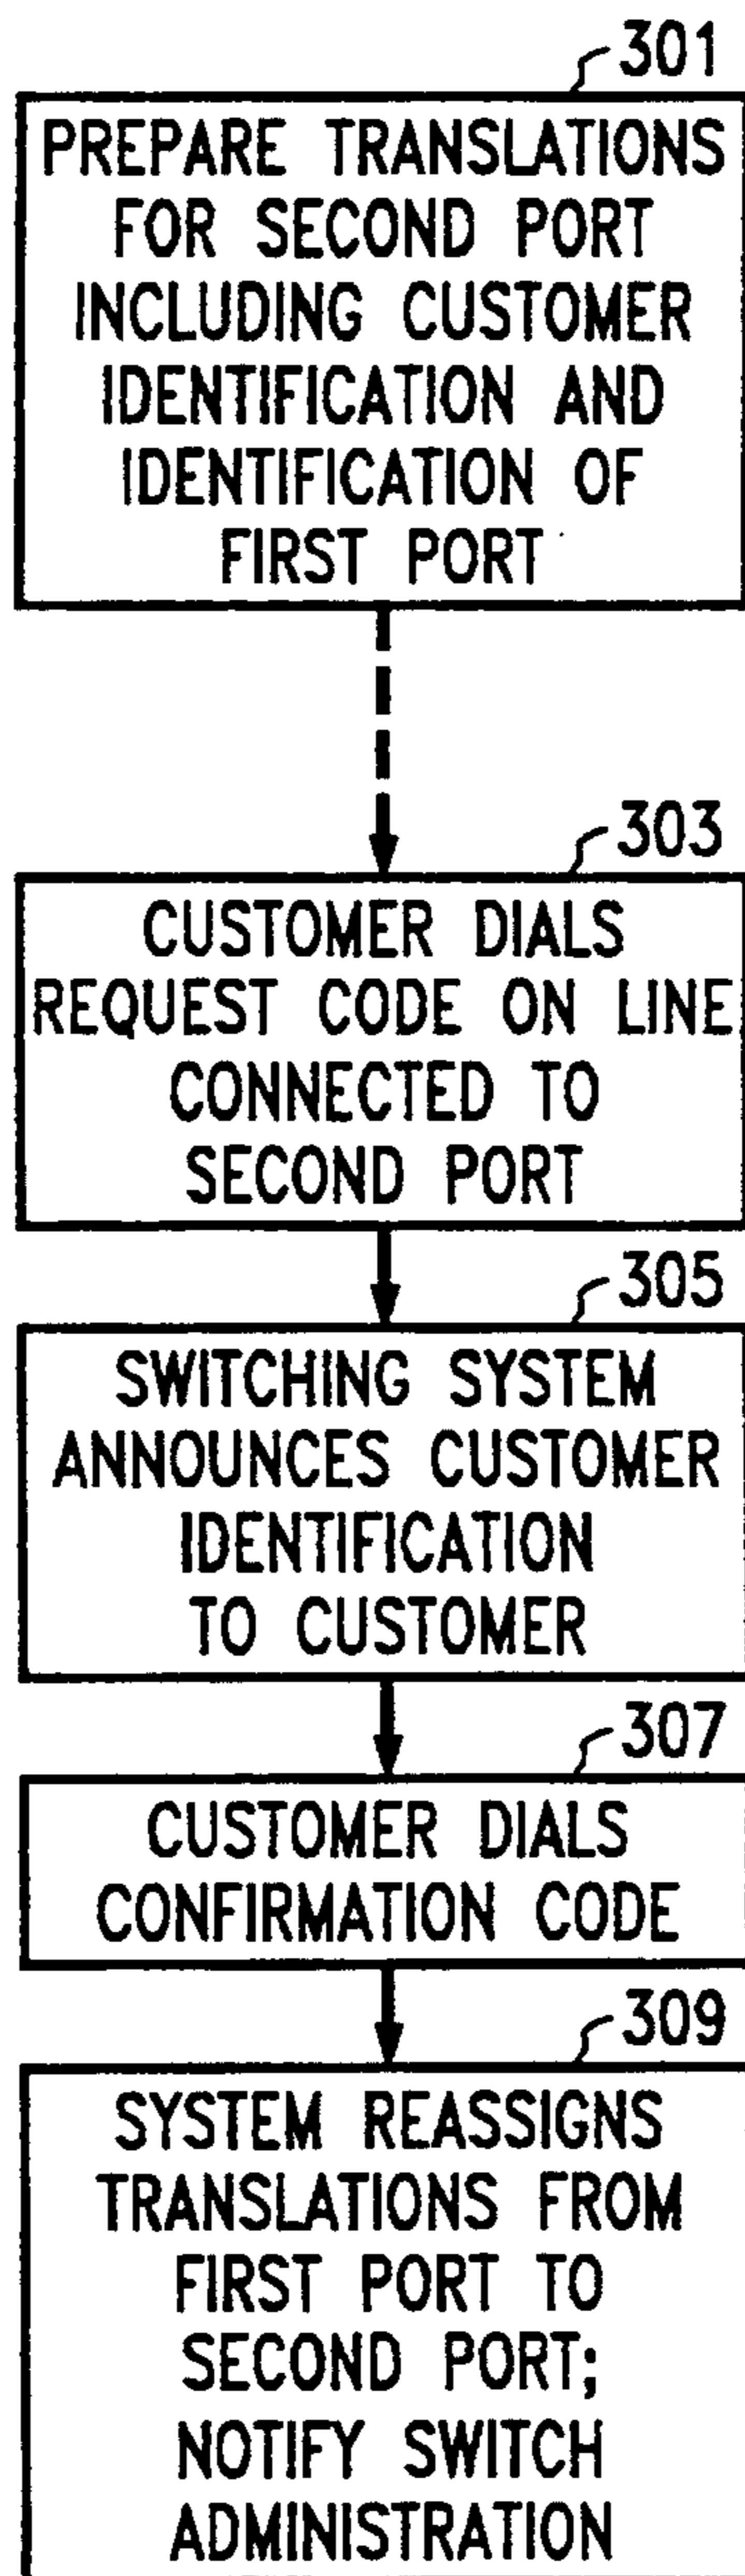 301
PREPARE TRANSLATIONS
FOR SECOND PORT
INCLUDING CUSTOMER
IDENTIFICATION AND
IDENTIFICATION OF
FIRST PORT
303
CUSTOMER DIALS
REQUEST CODE ON LINE
CONNECTED TO
SECOND PORT
305
SWITCHING SYSTEM
ANNOUNCES CUSTOMER
IDENTIFICATION
TO CUSTOMER
307
CUSTOMER DIALS
CONFIRMATION CODE
309
SYSTEM REASSIGNS
TRANSLATIONS FROM
FIRST PORT TO
SECOND PORT;
NOTIFY SWITCH
ADMINISTRATION